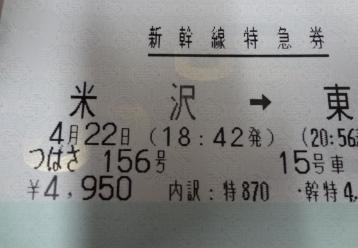 新幹線特急券
米沢 → 東
4月22日 (18:42発) (20:56
つばさ 156号 15号車
¥4,950 内訳:特870 ・幹特4,